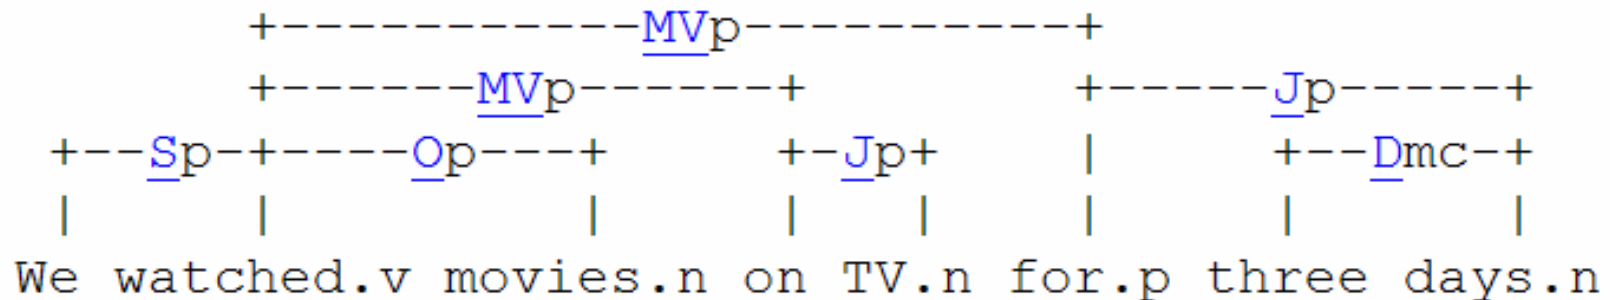 +-----------MVp----------+
+------MVp------+ +-----Jp-----+
+--Sp-+----Op---+ +-Jp+ | +--Dmc-+
| | | | | | | |
We watched.v movies.n on TV.n for.p three days.n